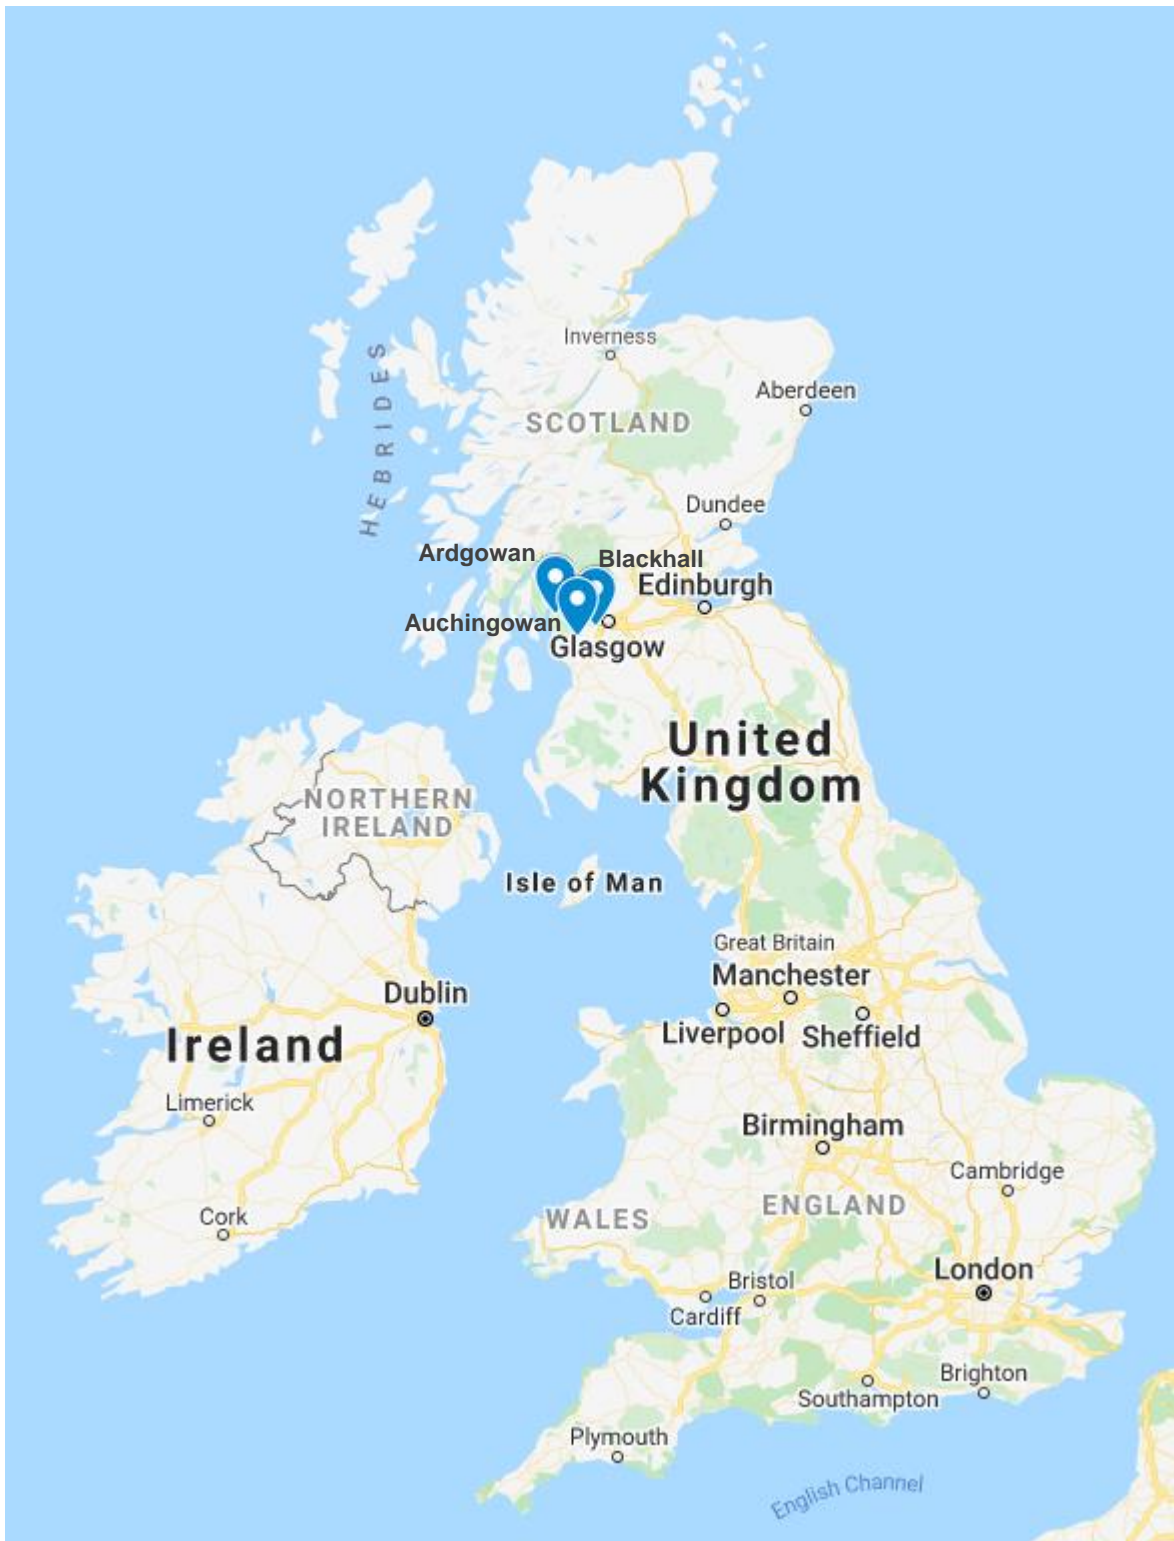 Inverness
Aberdeen
HEBRIDES
SCOTLAND
Dundee
Ardgowan
Blackhall
Edinburgh
Auchingowan
Glasgow
United
Kingdom
NORTHERN
IRELAND
Isle of Man
Great Britain
Manchester
Dublin
Liverpool
Sheffield
Ireland
Limerick
Birmingham
Cambridge
Cork
WALES
ENGLAND
London
Bristol
Cardiff
Brighton
Southampton
Plymouth
English Channel